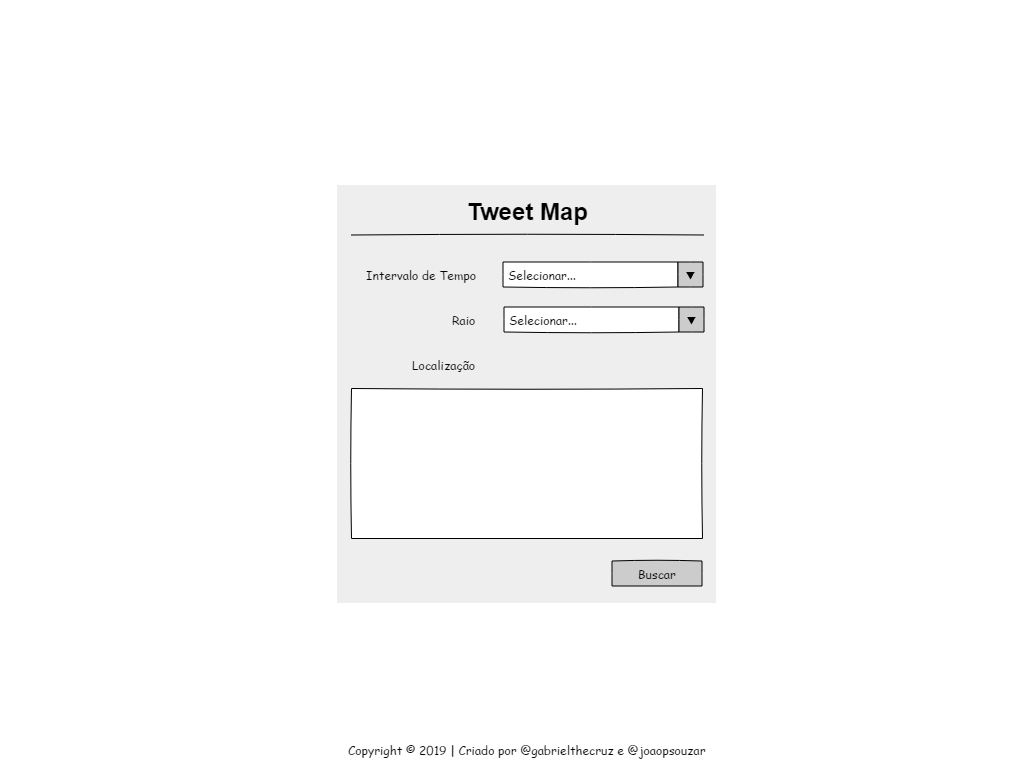 Tweet Map
Intervalo de Tempo Selecionar...
Raio Selecionar...
Localização
Buscar
Copyright © 2019 | Criado por @gabrielthecruz e @joaopsouzar